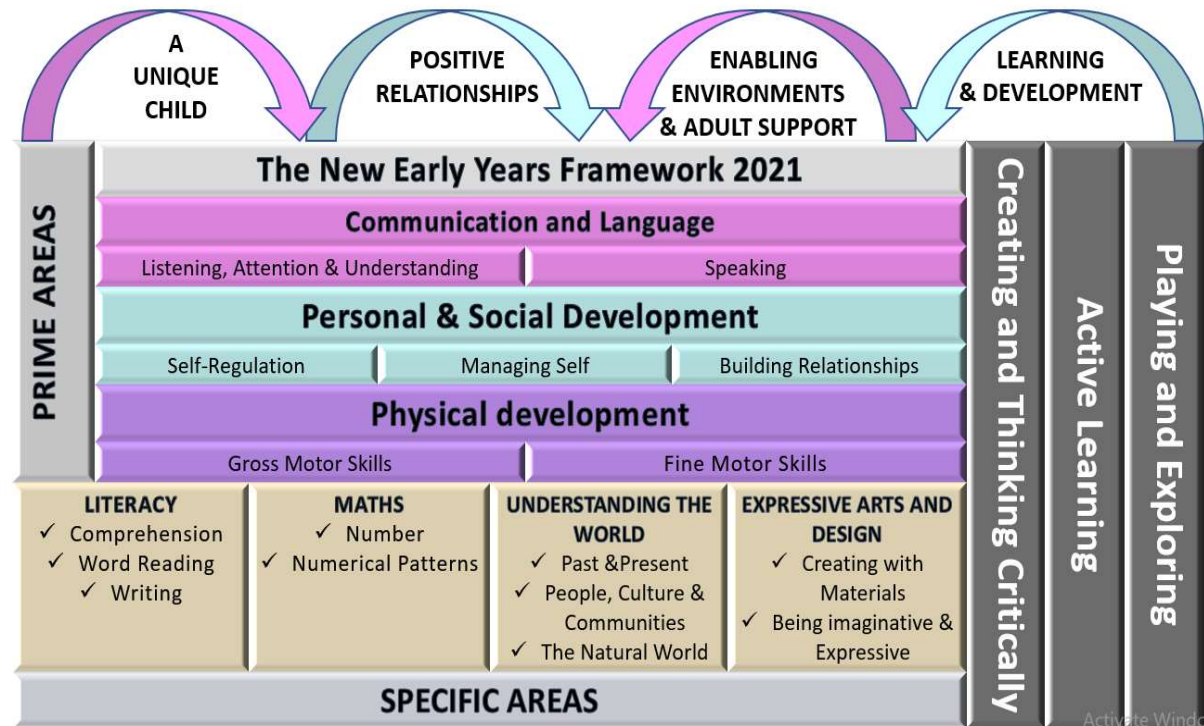 A
UNIQUE
CHILD
POSITIVE
RELATIONSHIPS
ENABLING
ENVIRONMENTS
& ADULT SUPPORT
LEARNING
& DEVELOPMENT
PRIME AREAS
The New Early Years Framework 2021
Communication and Language
Listening, Attention & Understanding
Speaking
Personal & Social Development
Self-Regulation
Managing Self
Building Relationships
Physical development
Gross Motor Skills
Fine Motor Skills
LITERACY
✓ Comprehension
✓ Word Reading
✓ Writing
MATHS
✓ Number
✓ Numerical Patterns
UNDERSTANDING THE
WORLD
✓ Past &Present
✓ People, Culture &
Communities
✓ The Natural World
EXPRESSIVE ARTS AND
DESIGN
✓ Creating with
Materials
✓ Being imaginative &
Expressive
SPECIFIC AREAS
Creating and Thinking Critically
Active Learning
Playing and Exploring
Activate